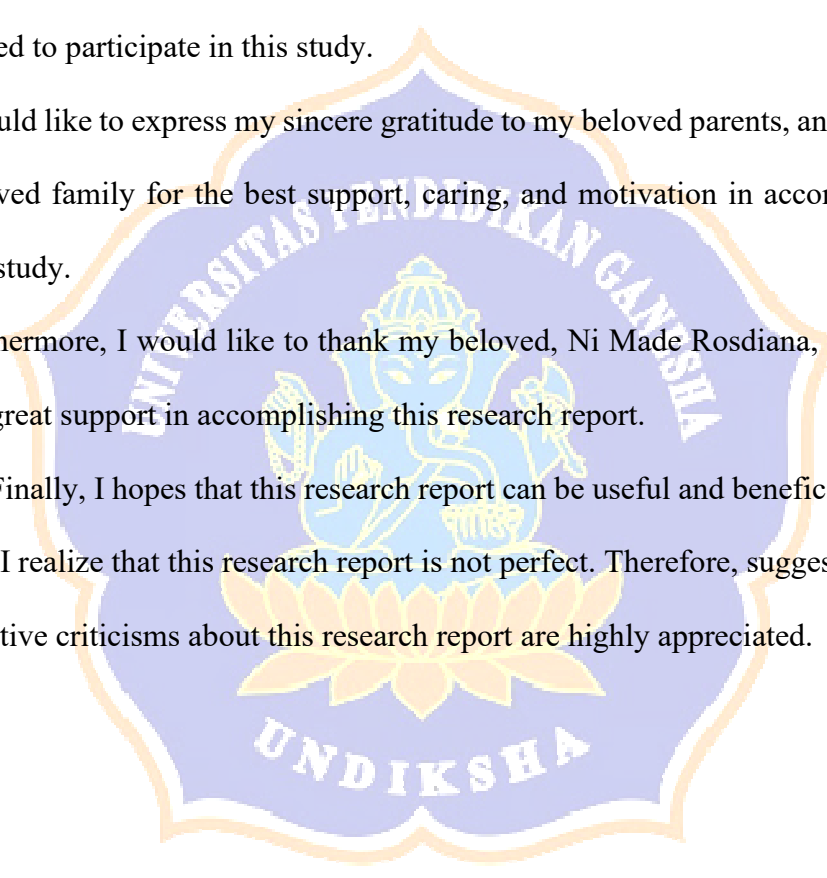 ed to participate in this study.
uld like to express my sincere gratitude to my beloved parents, an
ved family for the best support, caring, and motivation in accor
study.
hermore, I would like to thank my beloved, Ni Made Rosdiana,
great support in accomplishing this research report.
Finally, I hopes that this research report can be useful and benefic
I realize that this research report is not perfect. Therefore, sugges
tive criticisms about this research report are highly appreciated.
UNIVERSITAS PENDIDIKAN GANESHA
UNDIKSHA